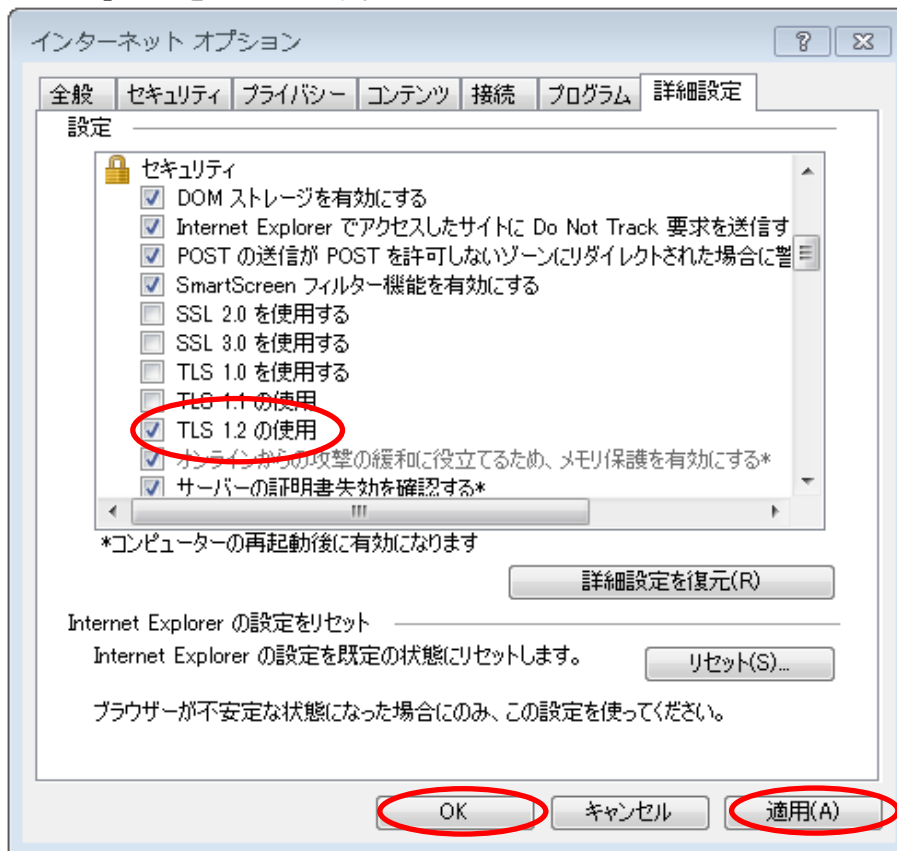 インターネット オプション
全般 セキュリティ プライバシー コンテンツ 接続 プログラム 詳細設定
設定
セキュリティ
DOM ストレージを有効にする
Internet Explorer でアクセスしたサイトに Do Not Track 要求を送信す
POST の送信が POST を許可しないゾーンにリダイレクトされた場合に警
SmartScreen フィルター機能を有効にする
SSL 2.0 を使用する
SSL 3.0 を使用する
TLS 1.0 を使用する
TLS 1.1 の使用
TLS 1.2 の使用
オンラインからの攻撃の緩和に役立てるため、メモリ保護を有効にする*
サーバーの証明書失効を確認する*
*コンピューターの再起動後に有効になります
詳細設定を復元(R)
Internet Explorer の設定をリセット
Internet Explorer の設定を既定の状態にリセットします。
リセット(S)...
ブラウザーが不安定な状態になった場合にのみ、この設定を使ってください。
OK キャンセル 適用(A)